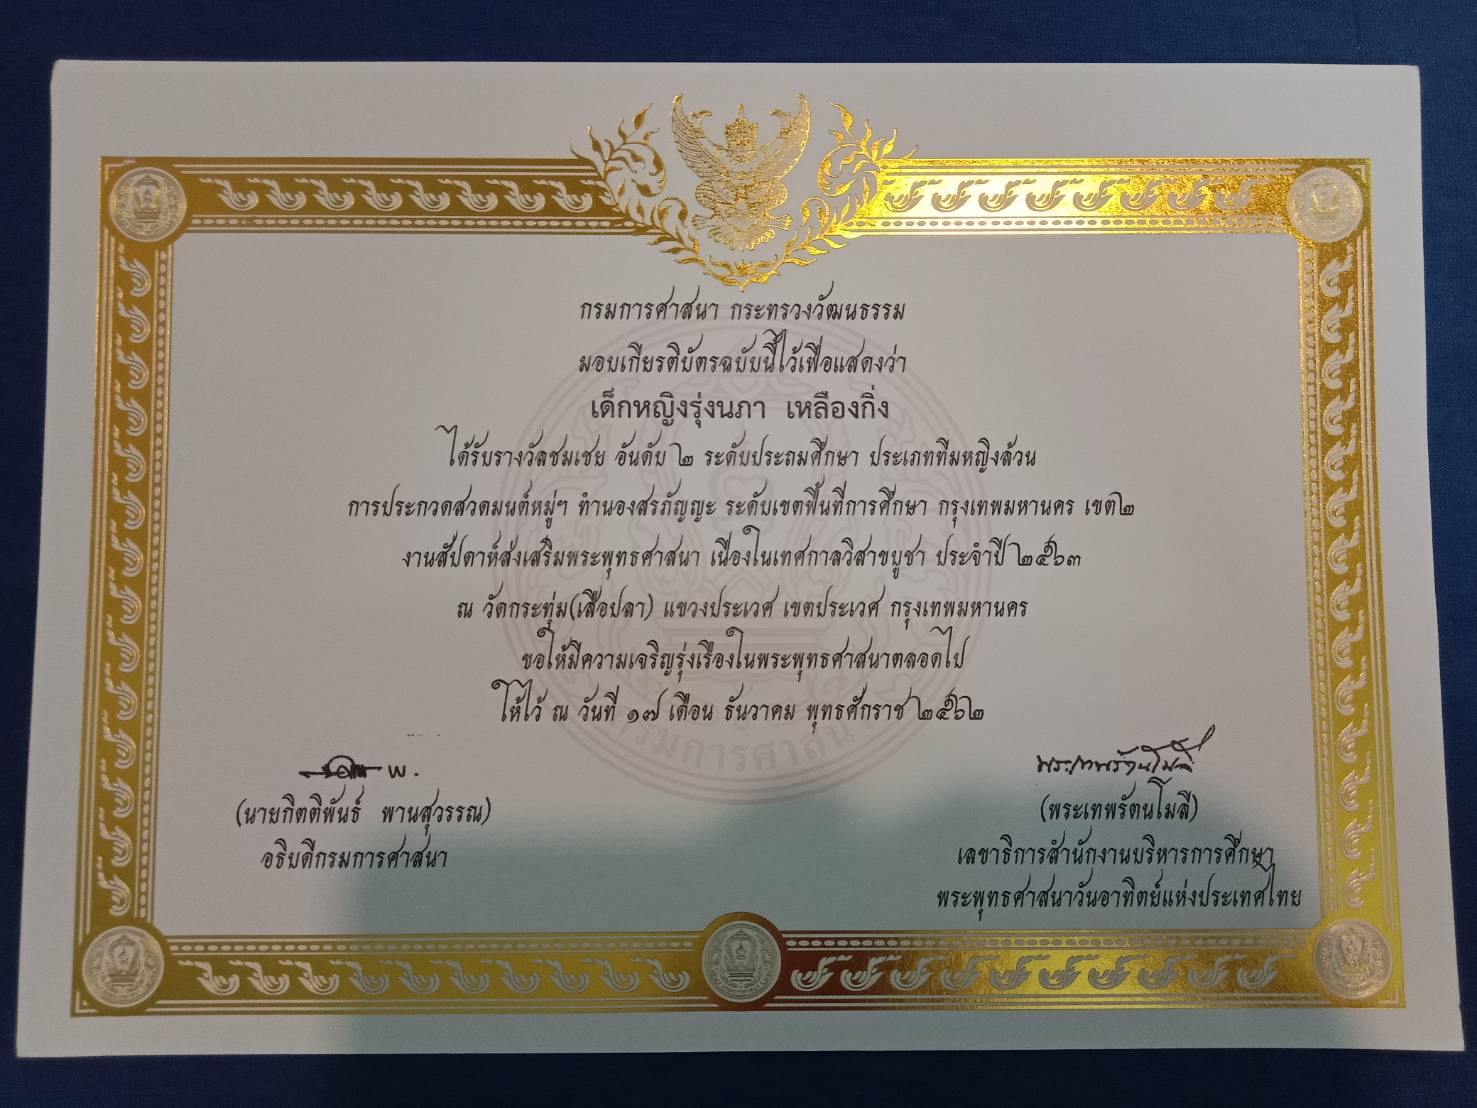 กรมการศาสนา กระทรวงวัฒนธรรม
มอบเกียรติบัตรฉบับนี้ไว้เพื่อแสดงว่า
เด็กหญิงรุ่งนภา เหลืองกิ่ง
ได้รับรางวัลชมเชย อันดับ ๒ ระดับประถมศึกษา ประเภททีมหญิงล้วน
การประกวดสวดมนต์หมู่ฯ ทำนองสรภัญญะ ระดับเขตพื้นที่การศึกษา กรุงเทพมหานคร เขต๒
งานสัปดาห์ส่งเสริมพระพุทธศาสนา เนื่องในเทศกาลวิสาขบูชา ประจำปี ๒๕๖๓
ณ วัดกระทุ่ม(เสือปลา) แขวงประเวศ เขตประเวศ กรุงเทพมหานคร
ขอให้มีความเจริญรุ่งเรืองในพระพุทธศาสนาตลอดไป
ให้ไว้ ณ วันที่ ๑๗ เดือน ธันวาคม พุทธศักราช ๒๕๖๒
กรมการศาสนา
พระเทพรัตนโมลี
(นายกิตติพันธ์ พานสุวรรณ)
อธิบดีกรมการศาสนา
(พระเทพรัตนโมลี)
เลขาธิการสำนักงานบริหารการศึกษา
พระพุทธศาสนาวันอาทิตย์แห่งประเทศไทย